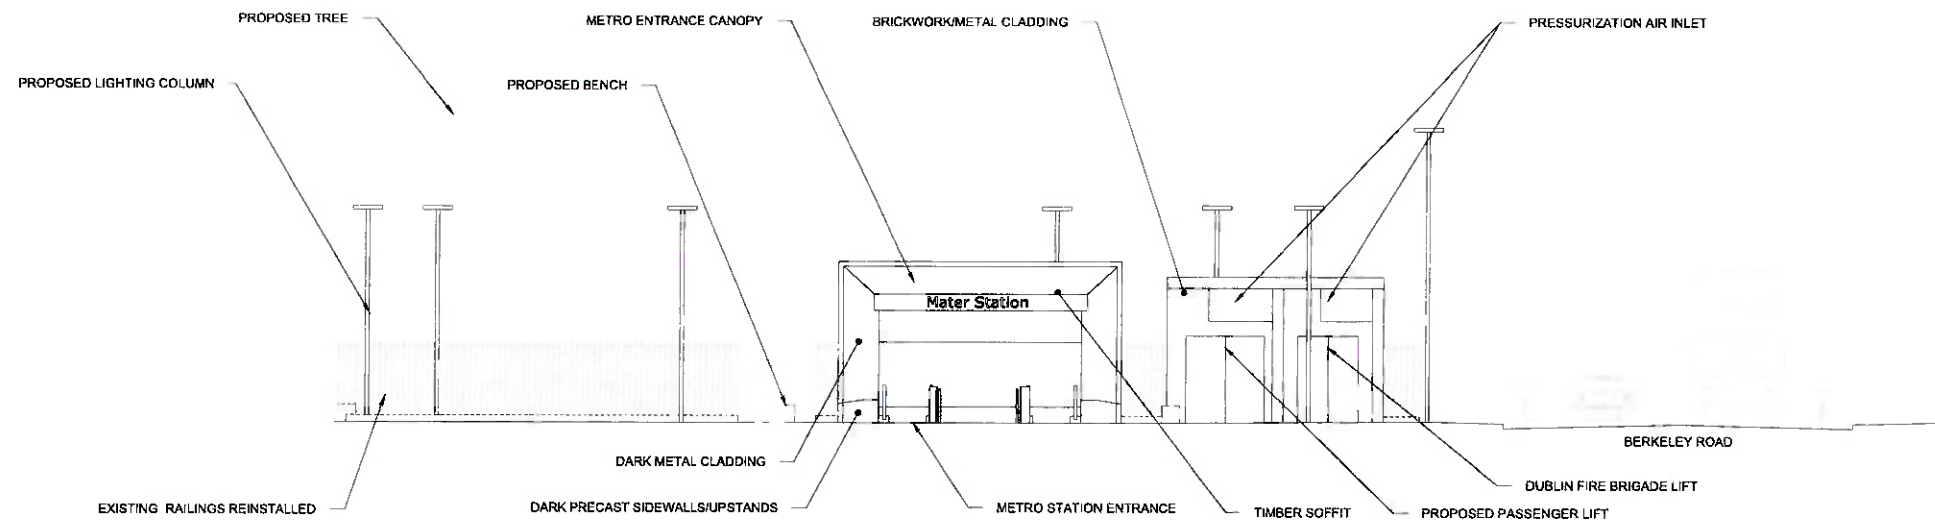 PROPOSED TREE
METRO ENTRANCE CANOPY
BRICKWORK/METAL CLADDING
PRESSURIZATION AIR INLET
PROPOSED LIGHTING COLUMN
PROPOSED BENCH
Mater Station
BERKELEY ROAD
DARK METAL CLADDING
DUBLIN FIRE BRIGADE LIFT
EXISTING RAILINGS REINSTALLED
DARK PRECAST SIDEWALLS/UPSTANDS
METRO STATION ENTRANCE
TIMBER SOFFIT
PROPOSED PASSENGER LIFT